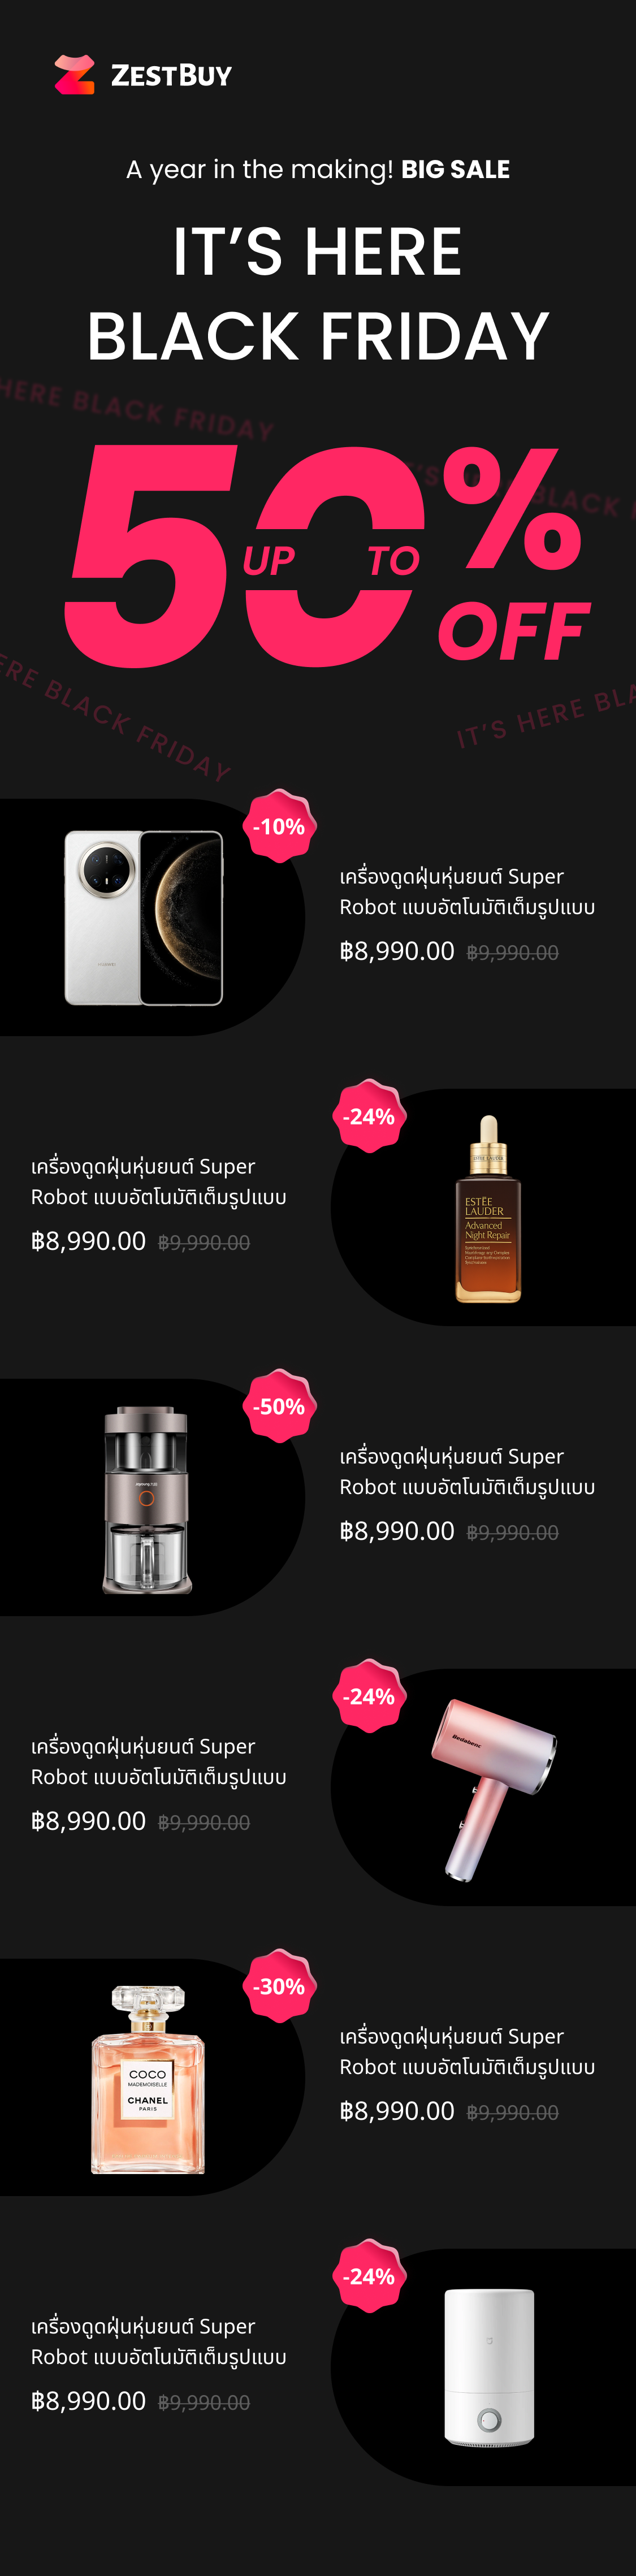 ZESTBUY
A year in the making! BIG SALE
IT’S HERE
BLACK FRIDAY
HERE BLACK FRIDAY
50%
UP TO
OFF
ERE BLACK FRIDAY
IT’S HERE BLA
-10%
เครื่องดูดฝุ่นหุ่นยนต์ Super
Robot แบบอัตโนมัติเต็มรูปแบบ
฿8,990.00 ฿9,990.00
-24%
เครื่องดูดฝุ่นหุ่นยนต์ Super
Robot แบบอัตโนมัติเต็มรูปแบบ
฿8,990.00 ฿9,990.00
ESTĒE LAUDER
ESTĒE
LAUDER
Advanced
Night Repair
-50%
เครื่องดูดฝุ่นหุ่นยนต์ Super
Robot แบบอัตโนมัติเต็มรูปแบบ
฿8,990.00 ฿9,990.00
-24%
เครื่องดูดฝุ่นหุ่นยนต์ Super
Robot แบบอัตโนมัติเต็มรูปแบบ
฿8,990.00 ฿9,990.00
-30%
COCO
MADEMOISELLE
CHANEL
PARIS
เครื่องดูดฝุ่นหุ่นยนต์ Super
Robot แบบอัตโนมัติเต็มรูปแบบ
฿8,990.00 ฿9,990.00
-24%
เครื่องดูดฝุ่นหุ่นยนต์ Super
Robot แบบอัตโนมัติเต็มรูปแบบ
฿8,990.00 ฿9,990.00